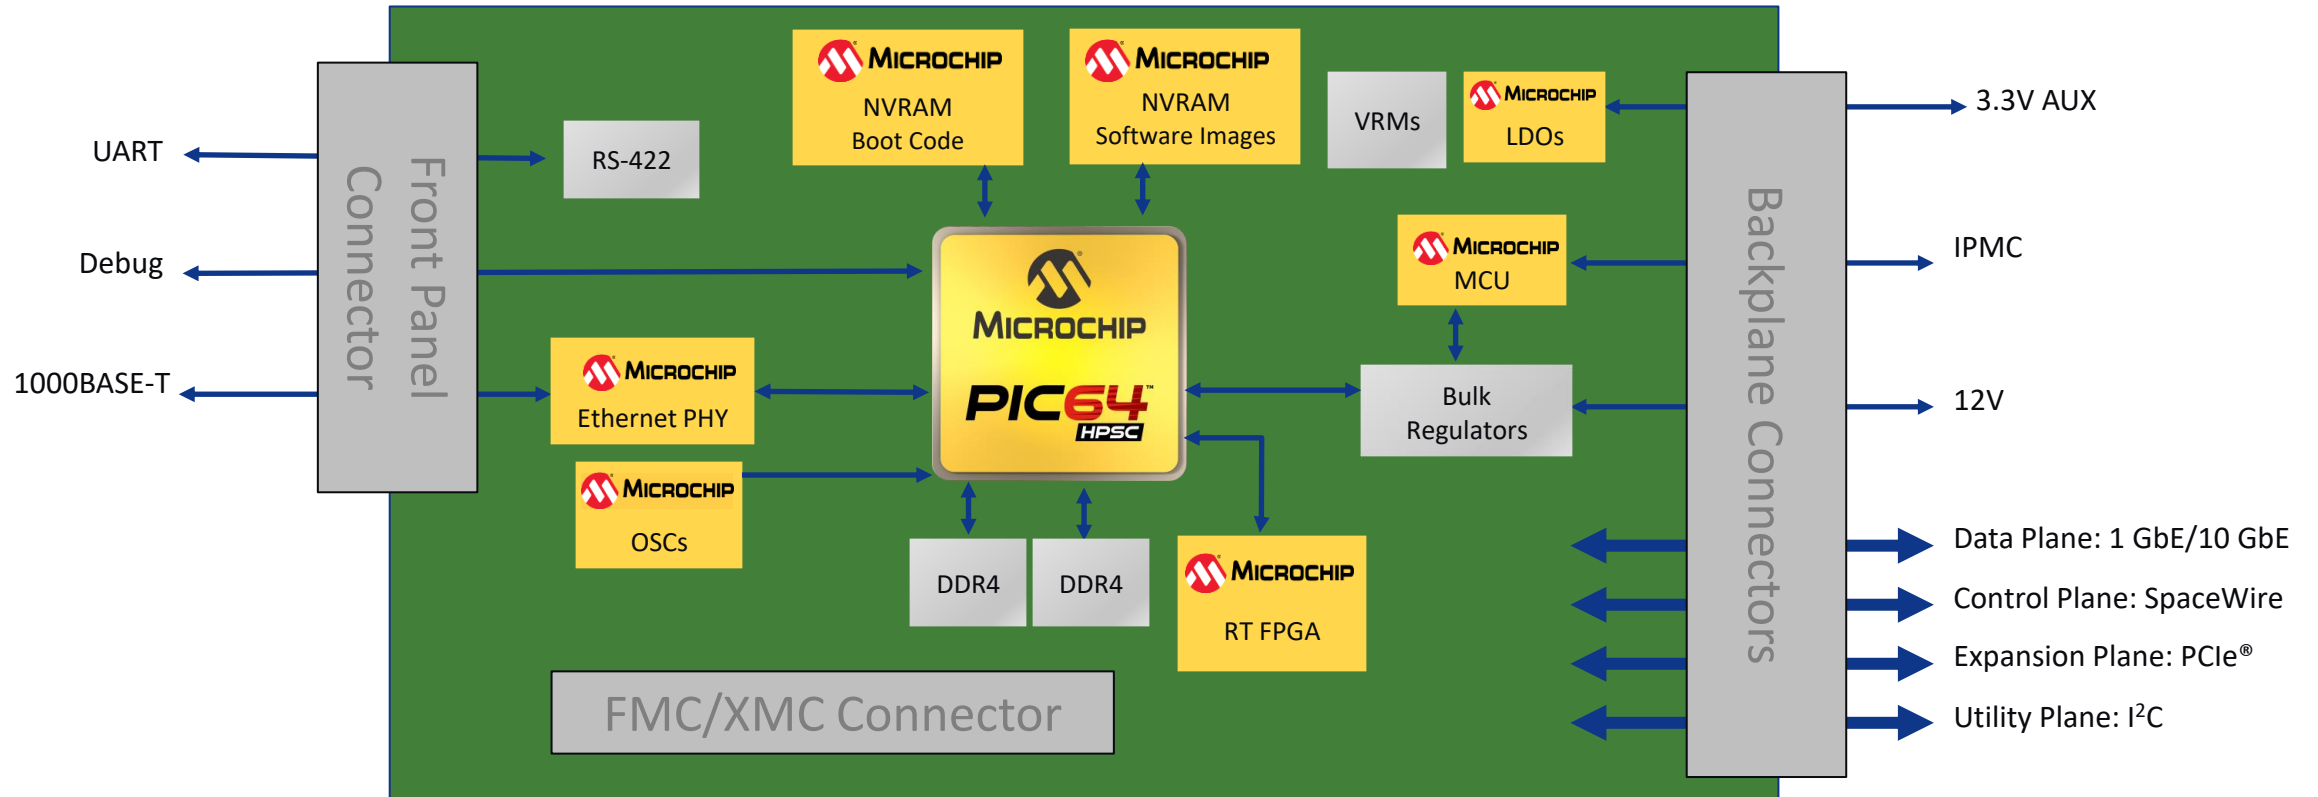 UART
Debug
1000BASE-T
Front Panel
Connector
RS-422
MICROCHIP
NVRAM
Boot Code
MICROCHIP
NVRAM
Software Images
VRMs
MICROCHIP
LDOs
MICROCHIP
MCU
MICROCHIP
PIC64™
HPSC
MICROCHIP
Ethernet PHY
MICROCHIP
OSCs
Bulk
Regulators
DDR4
DDR4
MICROCHIP
RT FPGA
FMC/XMC Connector
Backplane Connectors
3.3V AUX
IPMC
12V
Data Plane: 1 GbE/10 GbE
Control Plane: SpaceWire
Expansion Plane: PCIe®
Utility Plane: I²C